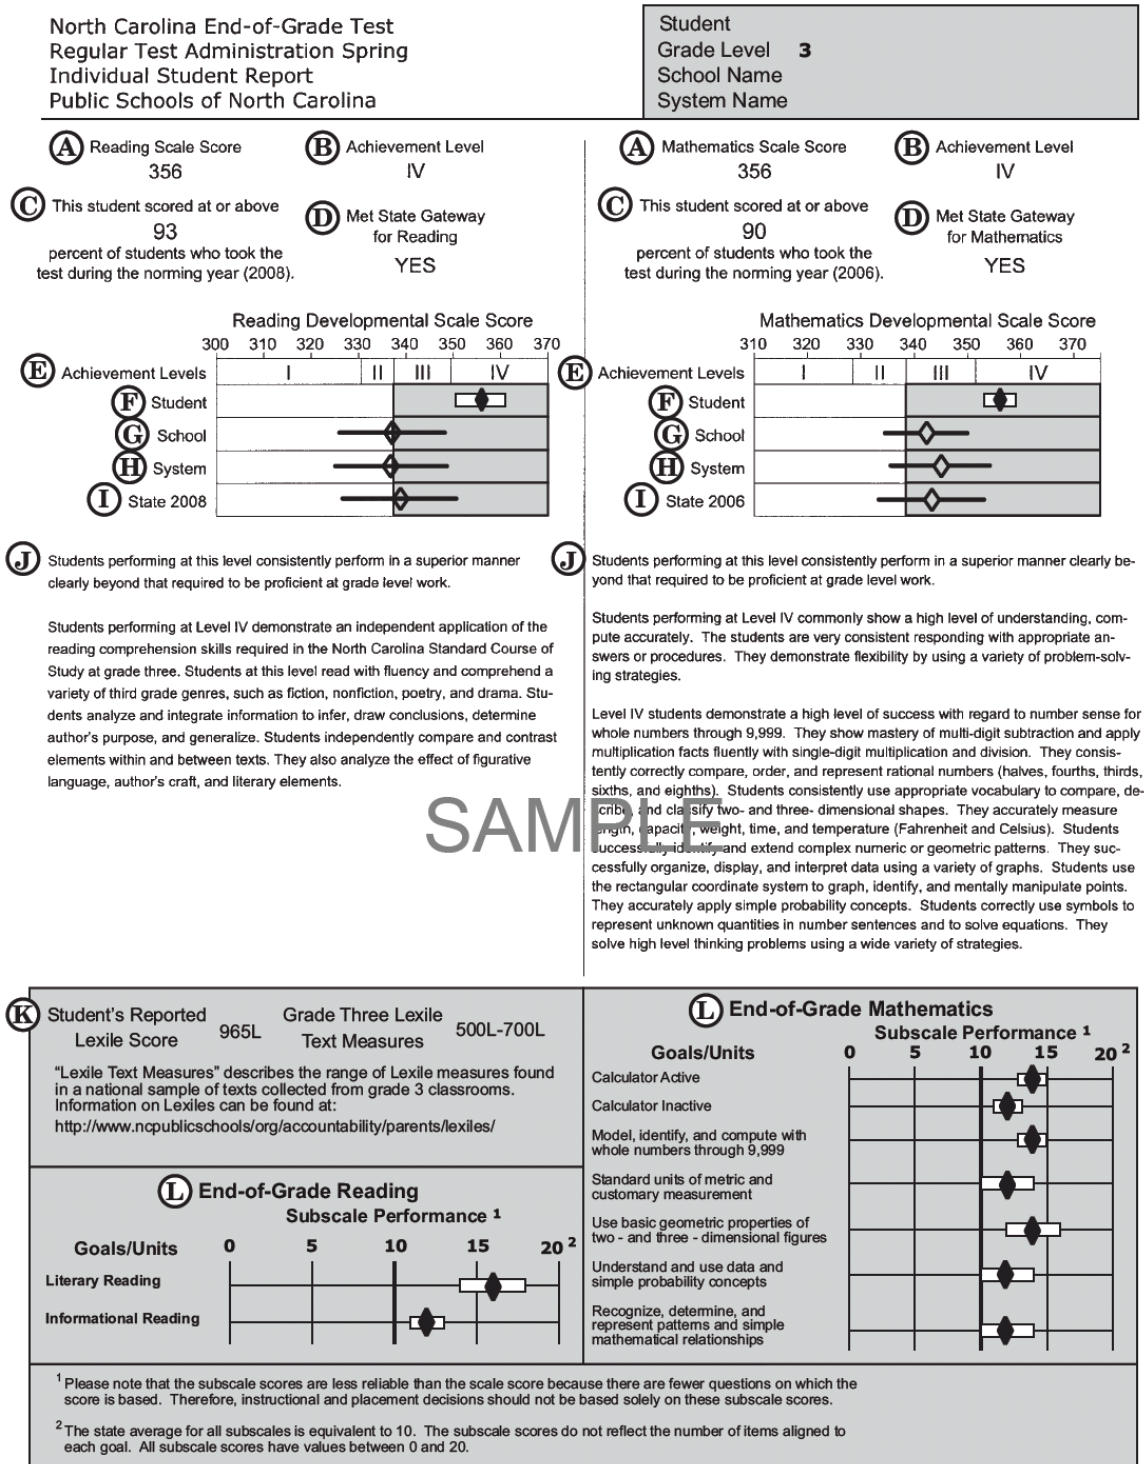 North Carolina End-of-Grade Test
Regular Test Administration Spring
Individual Student Report
Public Schools of North Carolina
Student
Grade Level 3
School Name
System Name
A Reading Scale Score
356
B Achievement Level
IV
C This student scored at or above
93
percent of students who took the
test during the norming year (2008).
D Met State Gateway
for Reading
YES
A Mathematics Scale Score
356
B Achievement Level
IV
C This student scored at or above
90
percent of students who took the
test during the norming year (2006).
D Met State Gateway
for Mathematics
YES
Reading Developmental Scale Score
300 310 320 330 340 350 360 370
E Achievement Levels I II III IV
F Student
G School
H System
I State 2008
Mathematics Developmental Scale Score
310 320 330 340 350 360 370
E Achievement Levels I II III IV
F Student
G School
H System
I State 2006
J Students performing at this level consistently perform in a superior manner
clearly beyond that required to be proficient at grade level work.
Students performing at Level IV demonstrate an independent application of the
reading comprehension skills required in the North Carolina Standard Course of
Study at grade three. Students at this level read with fluency and comprehend a
variety of third grade genres, such as fiction, nonfiction, poetry, and drama. Stu-
dents analyze and integrate information to infer, draw conclusions, determine
author's purpose, and generalize. Students independently compare and contrast
elements within and between texts. They also analyze the effect of figurative
language, author's craft, and literary elements.
J Students performing at this level consistently perform in a superior manner clearly be-
yond that required to be proficient at grade level work.
Students performing at Level IV commonly show a high level of understanding, com-
pute accurately. The students are very consistent responding with appropriate an-
swers or procedures. They demonstrate flexibility by using a variety of problem-solv-
ing strategies.
Level IV students demonstrate a high level of success with regard to number sense for
whole numbers through 9,999. They show mastery of multi-digit subtraction and apply
multiplication facts fluently with single-digit multiplication and division. They consis-
tently correctly compare, order, and represent rational numbers (halves, fourths, thirds,
sixths, and eighths). Students consistently use appropriate vocabulary to compare, de-
scribe, and classify two- and three- dimensional shapes. They accurately measure
length, capacity, weight, time, and temperature (Fahrenheit and Celsius). Students
successfully identify and extend complex numeric or geometric patterns. They suc-
cessfully organize, display, and interpret data using a variety of graphs. Students use
the rectangular coordinate system to graph, identify, and mentally manipulate points.
They accurately apply simple probability concepts. Students correctly use symbols to
represent unknown quantities in number sentences and to solve equations. They
solve high level thinking problems using a wide variety of strategies.
SAMPLE
K Student's Reported
Lexile Score
965L
Grade Three Lexile
Text Measures
500L-700L
“Lexile Text Measures” describes the range of Lexile measures found
in a national sample of texts collected from grade 3 classrooms.
Information on Lexiles can be found at:
http://www.ncpublicschools/org/accountability/parents/lexiles/
L End-of-Grade Reading
Subscale Performance 1
Goals/Units 0 5 10 15 20 2
Literary Reading
Informational Reading
L End-of-Grade Mathematics
Subscale Performance 1
Goals/Units 0 5 10 15 20 2
Calculator Active
Calculator Inactive
Model, identify, and compute with
whole numbers through 9,999
Standard units of metric and
customary measurement
Use basic geometric properties of
two - and three - dimensional figures
Understand and use data and
simple probability concepts
Recognize, determine, and
represent patterns and simple
mathematical relationships
1 Please note that the subscale scores are less reliable than the scale score because there are fewer questions on which the
score is based. Therefore, instructional and placement decisions should not be based solely on these subscale scores.
2 The state average for all subscales is equivalent to 10. The subscale scores do not reflect the number of items aligned to
each goal. All subscale scores have values between 0 and 20.